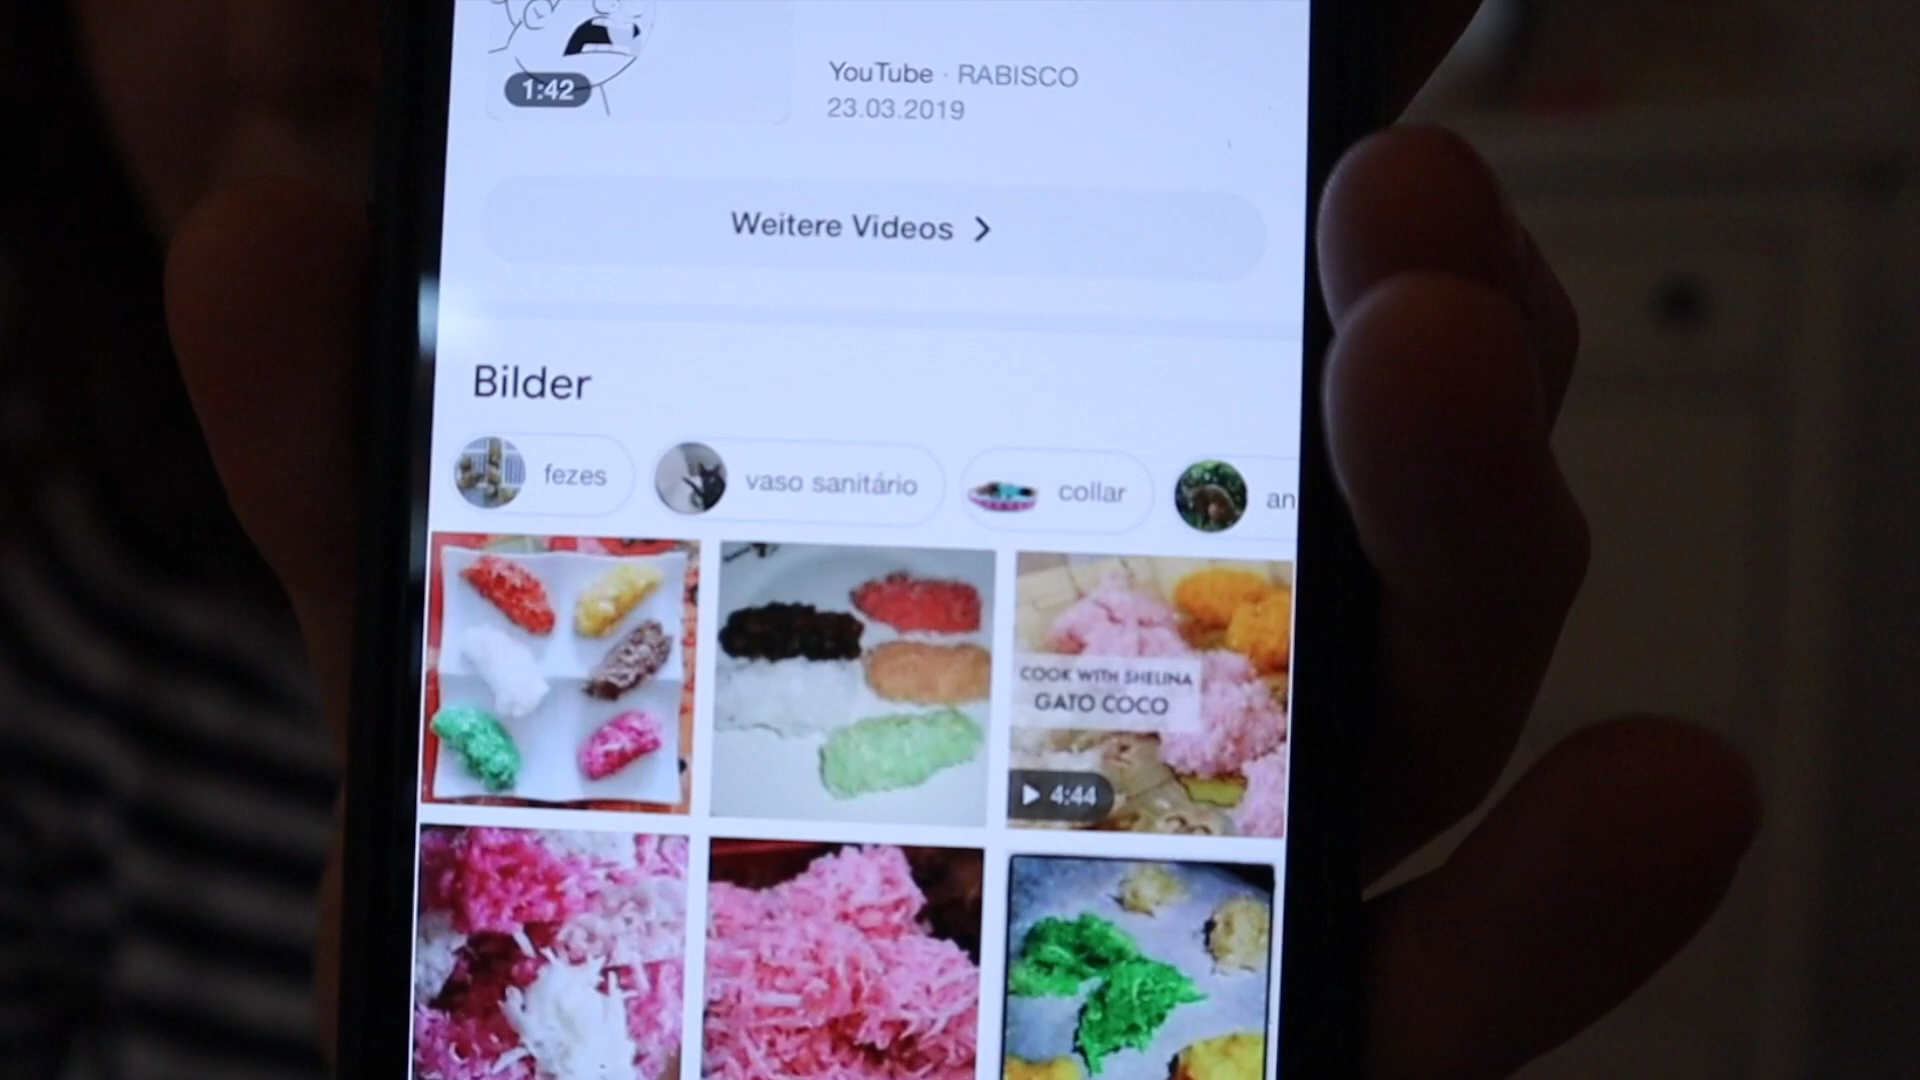 1:42
YouTube · RABISCO
23.03.2019
Weitere Videos
Bilder
fezes
vaso sanitário
collar
an
COOK WITH SHELINA
GATO COCO
4:44